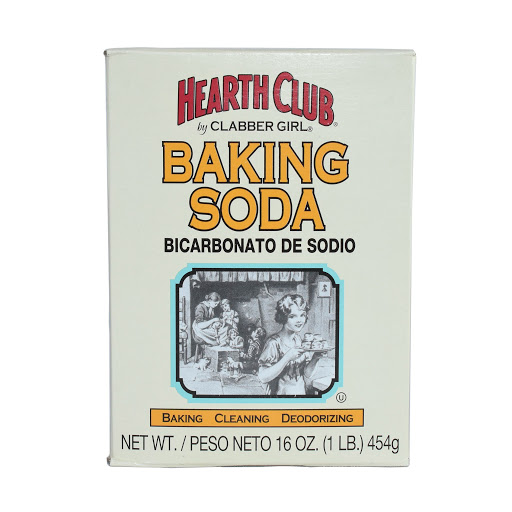 HEARTH CLUB®
by CLABBER GIRL®
BAKING
SODA
BICARBONATO DE SODIO
U
BAKING CLEANING DEODORIZING
NET WT. / PESO NETO 16 OZ. (1 LB.) 454g